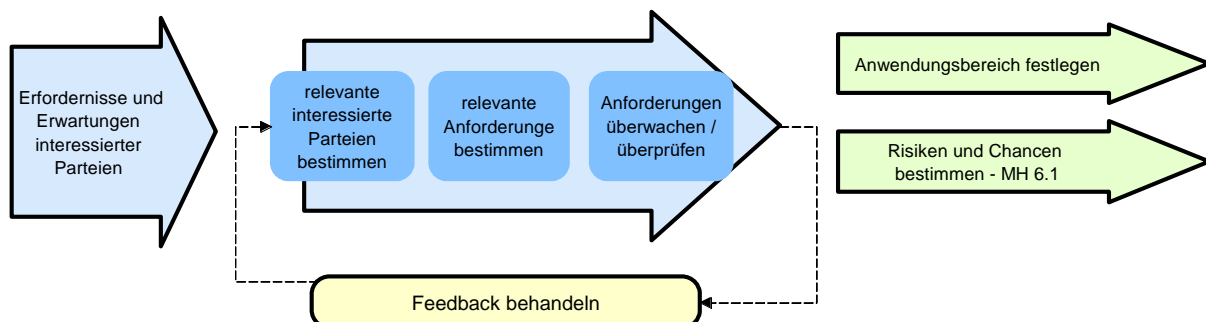 Erfordernisse und
Erwartungen
interessierter
Parteien
relevante
interessierte
Parteien
bestimmen
relevante
Anforderunge
bestimmen
Anforderungen
überwachen /
überprüfen
Anwendungsbereich festlegen
Risiken und Chancen
bestimmen - MH 6.1
Feedback behandeln